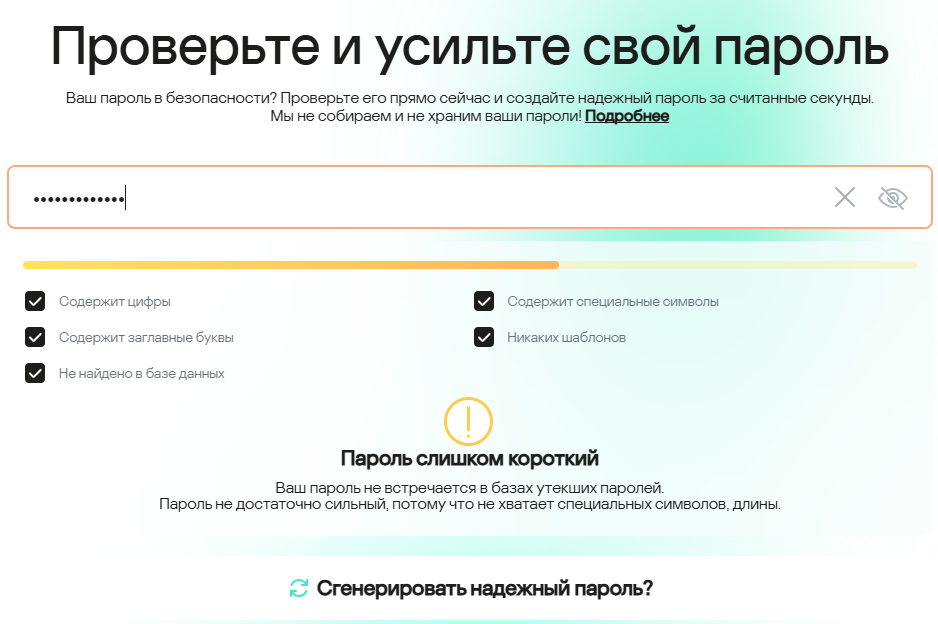 Проверьте и усильте свой пароль
Ваш пароль в безопасности? Проверьте его прямо сейчас и создайте надежный пароль за считанные секунды.
Мы не собираем и не храним ваши пароли! Подробнее
•••••••••••••
Содержит цифры
Содержит специальные символы
Содержит заглавные буквы
Никаких шаблонов
Не найдено в базе данных
Пароль слишком короткий
Ваш пароль не встречается в базах утекших паролей.
Пароль не достаточно сильный, потому что не хватает специальных символов, длины.
Сгенерировать надежный пароль?